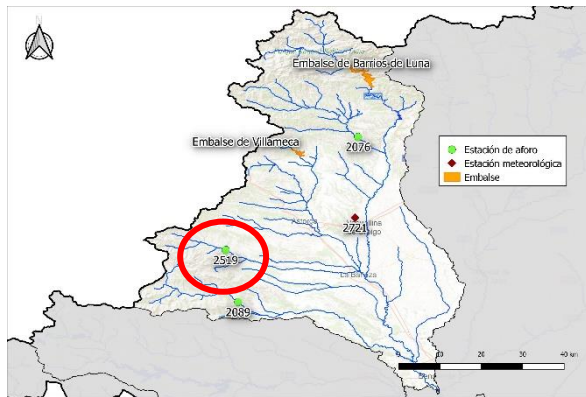 Embalse de Barrios de Luna
Embalse de Villameca
2076
Estación de aforo
Estación meteorológica
Embalse
2721
2519
2089
0
10
20
30
40 km